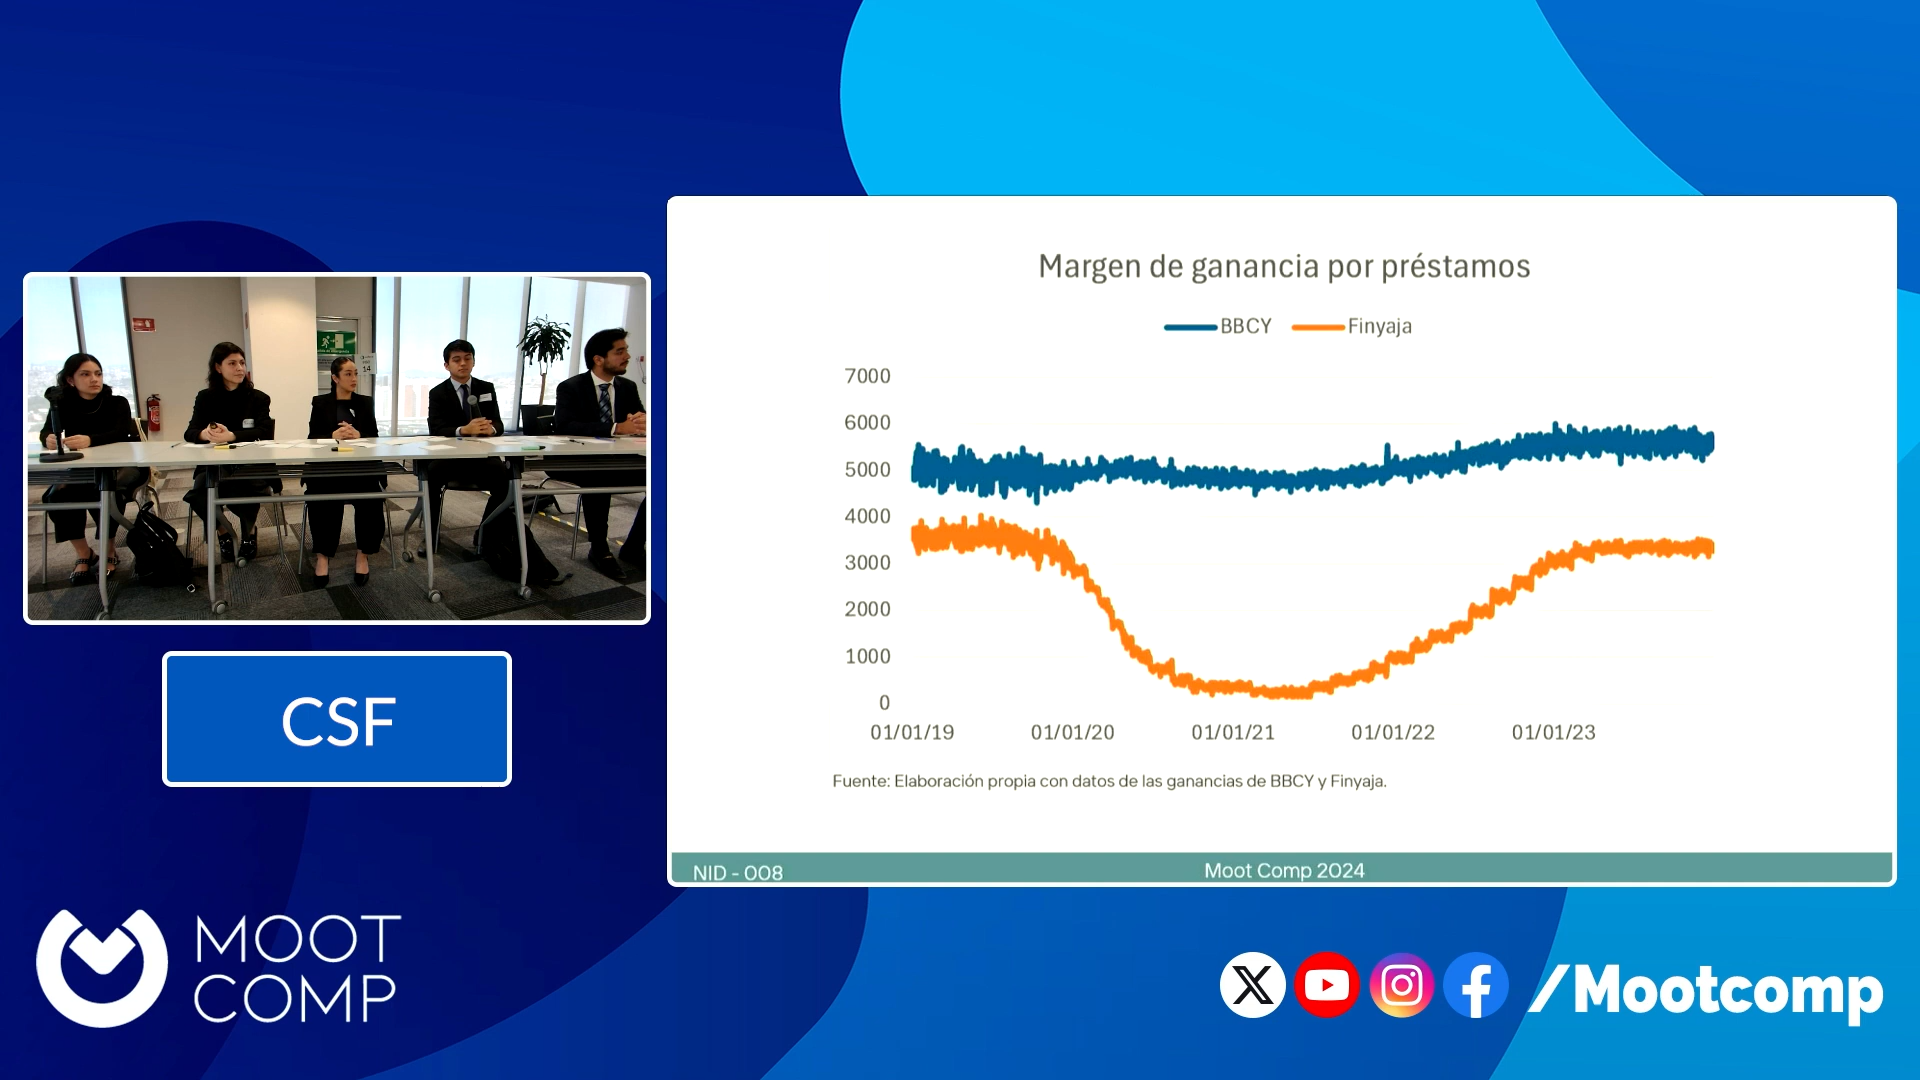 Margen de ganancia por préstamos
BBCY Finyaja
7000
6000
5000
4000
3000
2000
1000
0
01/01/19 01/01/20 01/01/21 01/01/22 01/01/23
Fuente: Elaboración propia con datos de las ganancias de BBCY y Finyaja.
NID - 008 Moot Comp 2024
14
CSF
MOOT
COMP
/Mootcomp